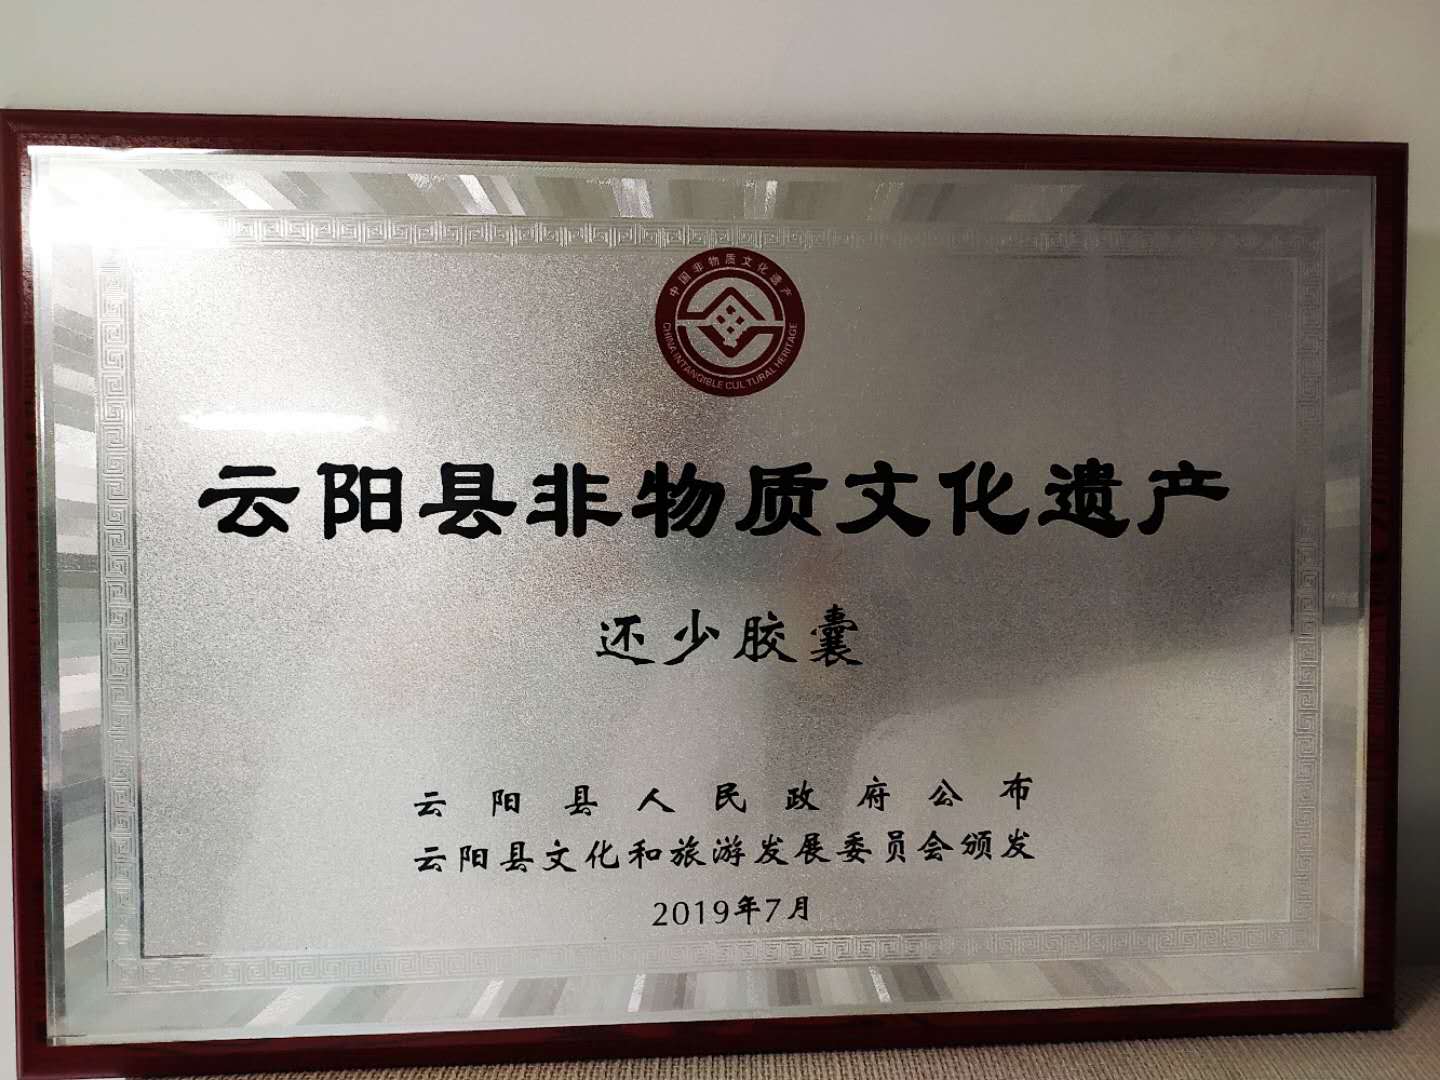 中国非物质文化遗产
CHINA INTANGIBLE CULTURAL HERITAGE
云阳县非物质文化遗产
还少胶囊
云阳县人民政府公布
云阳县文化和旅游发展委员会颁发
2019年7月